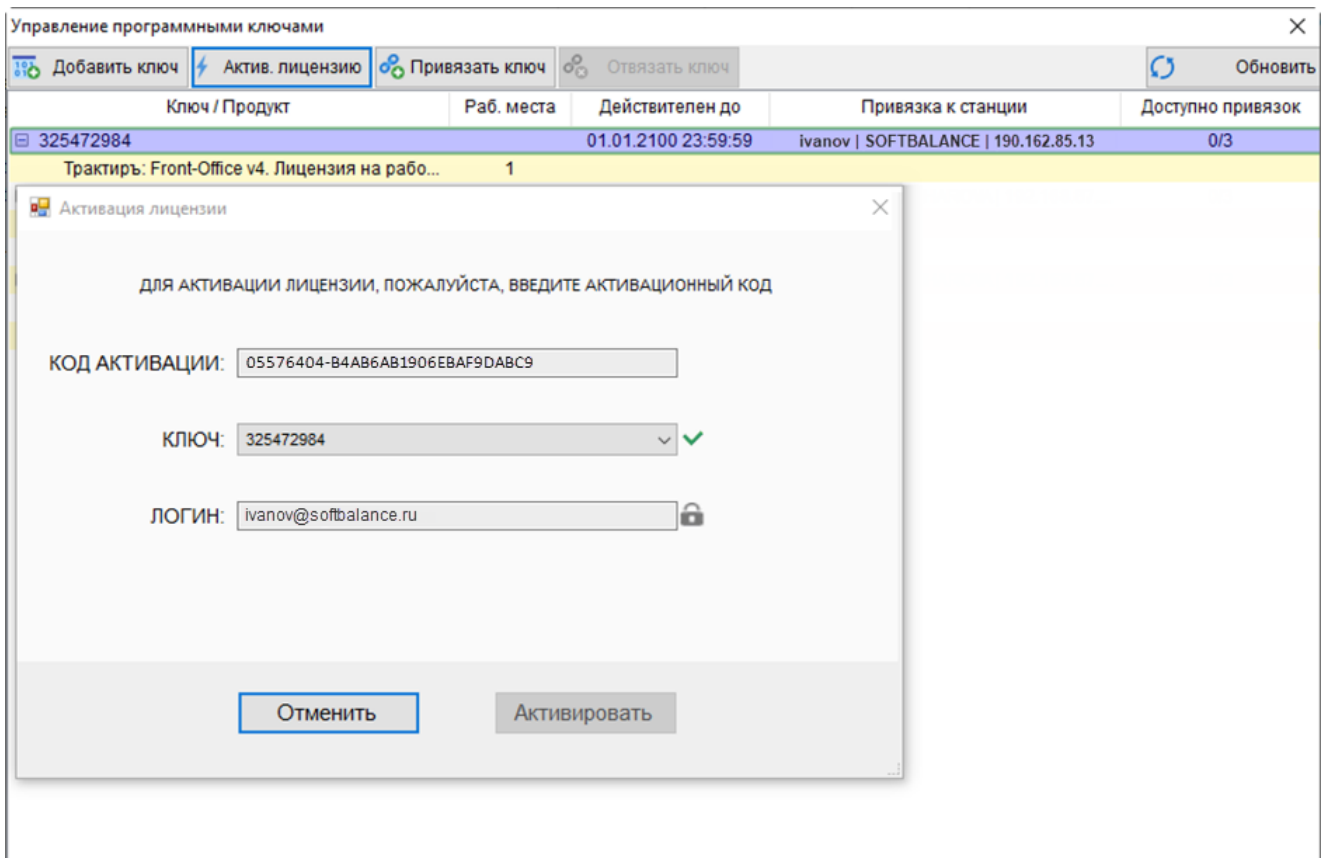 Управление программными ключами
Добавить ключ Актив. лицензию Привязать ключ Отвязать ключ Обновить
Ключ / Продукт Раб. места Действителен до Привязка к станции Доступно привязок
325472984 01.01.2100 23:59:59 ivanov | SOFTBALANCE | 190.162.85.13 0/3
Трактиръ: Front-Office v4. Лицензия на рабо... 1
Активация лицензии
ДЛЯ АКТИВАЦИИ ЛИЦЕНЗИИ, ПОЖАЛУЙСТА, ВВЕДИТЕ АКТИВАЦИОННЫЙ КОД
КОД АКТИВАЦИИ: 05576404-B4AB6AB1906EBAF9DABC9
КЛЮЧ: 325472984
ЛОГИН: ivanov@softbalance.ru
Отменить Активировать